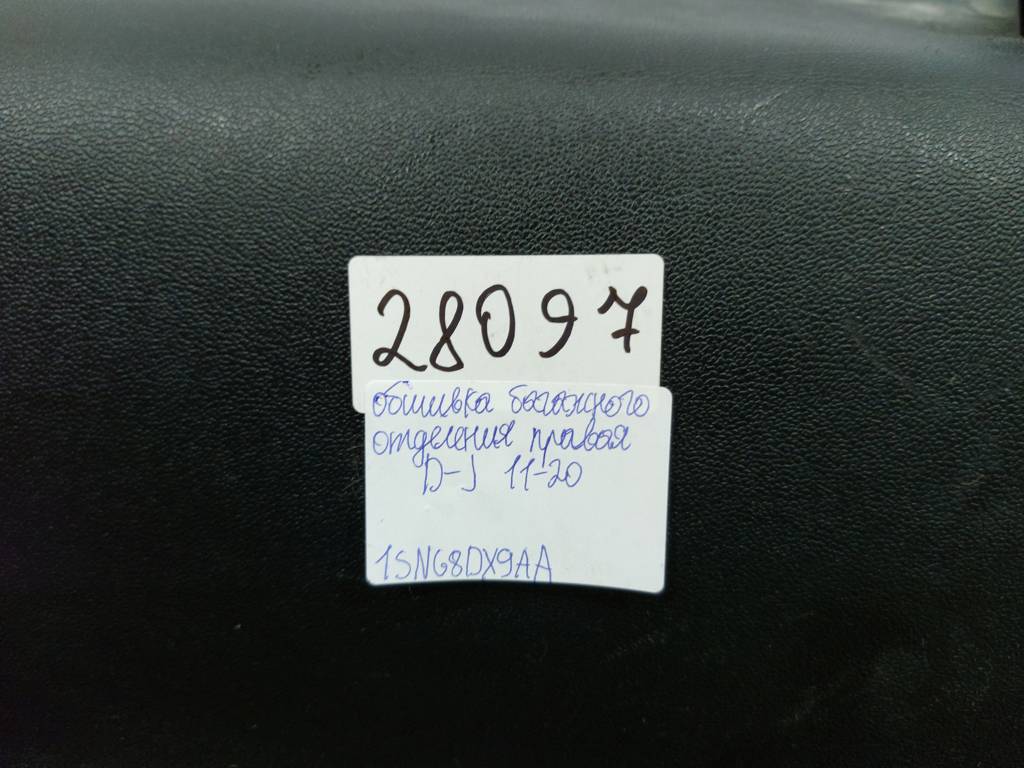 28097
обшивка багажного
отделения правая
D-J 11-20
1SN68DX9AA